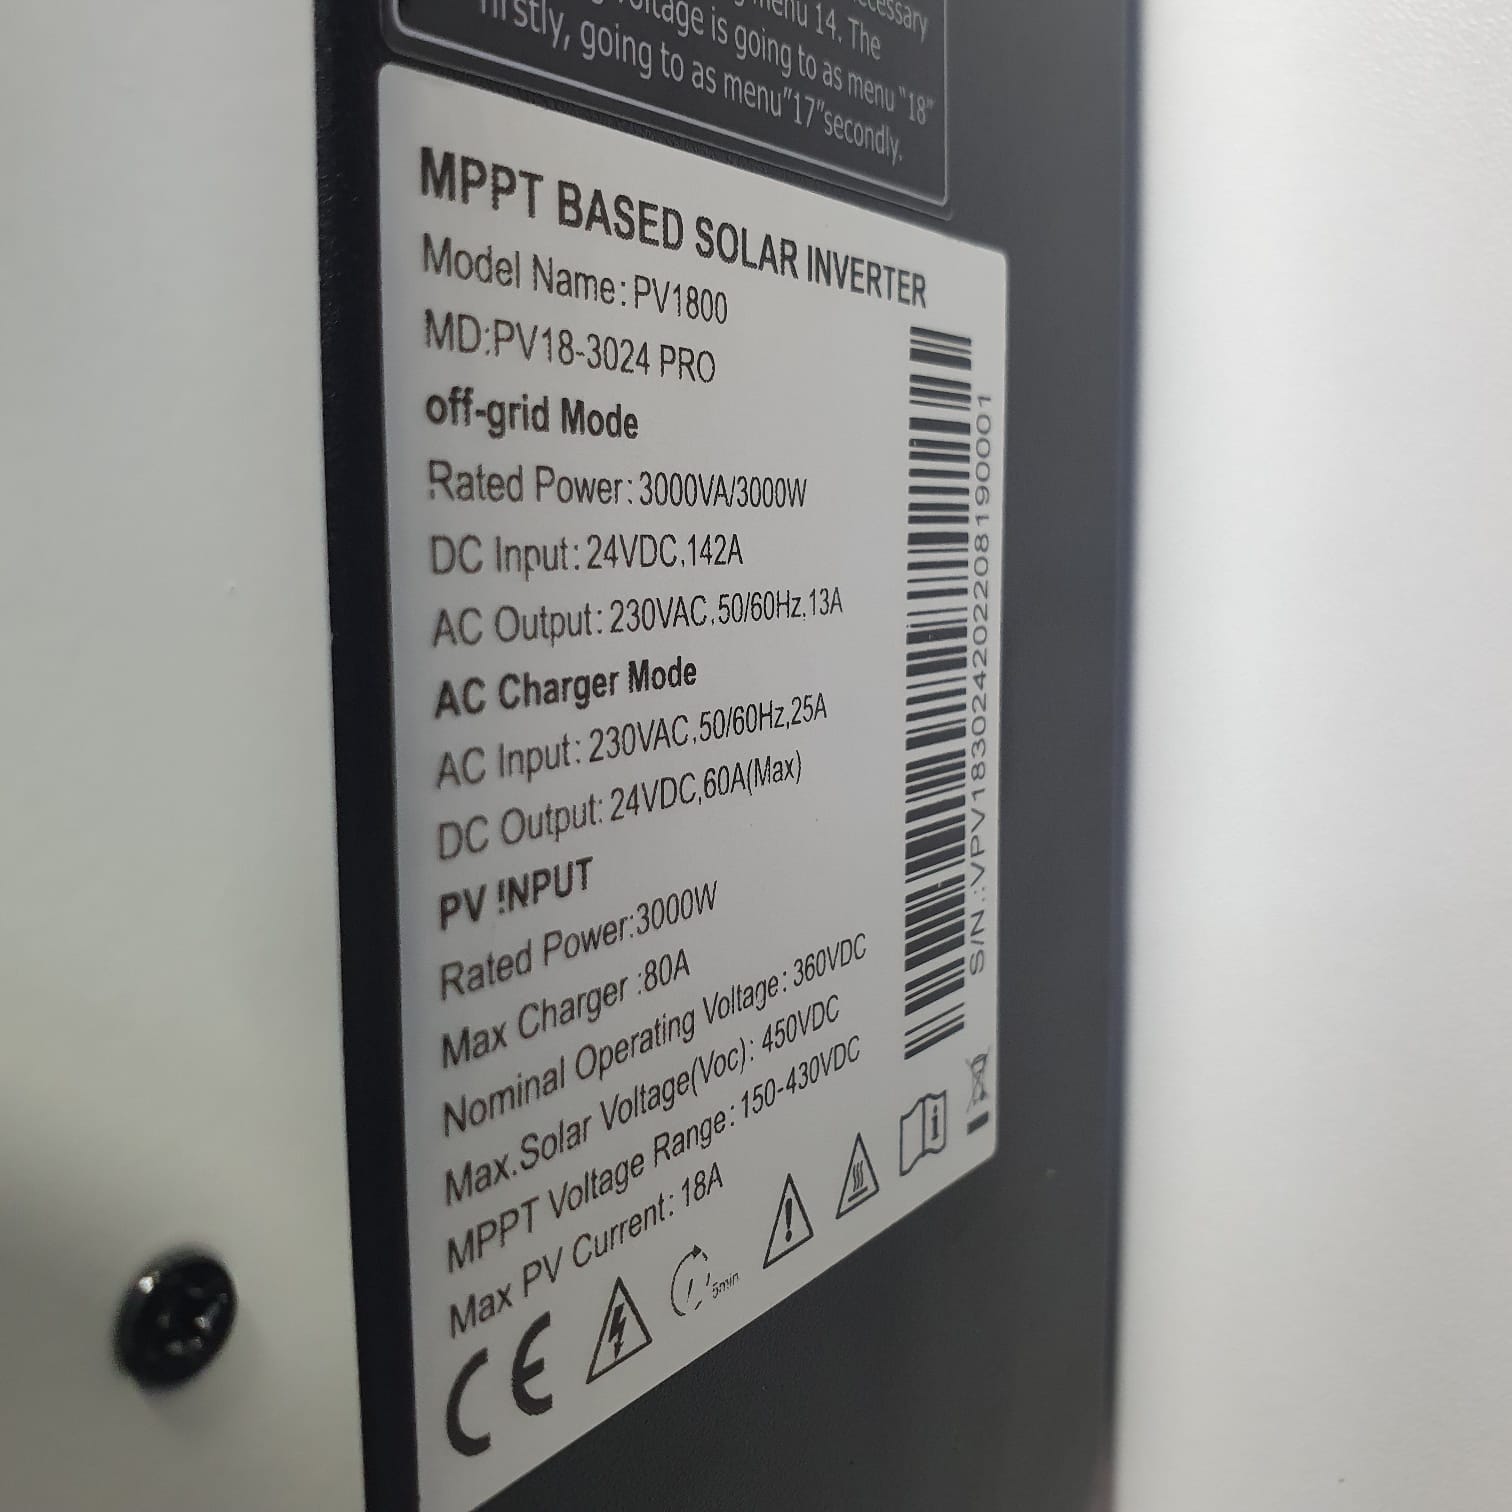 menu 14. The
voltage is going to as menu "18"
firstly, going to as menu"17"secondly.
MPPT BASED SOLAR INVERTER
Model Name: PV1800
MD:PV18-3024 PRO
off-grid Mode
Rated Power: 3000VA/3000W
DC Input: 24VDC,142A
AC Output: 230VAC,50/60Hz,13A
AC Charger Mode
AC Input: 230VAC,50/60Hz,25A
DC Output: 24VDC,60A(Max)
PV INPUT
Rated Power:3000W
Max Charger :80A
Nominal Operating Voltage: 360VDC
Max.Solar Voltage(Voc): 450VDC
MPPT Voltage Range: 150-430VDC
Max PV Current: 18A
CE
5min
S/N.:VPV183024202208190001